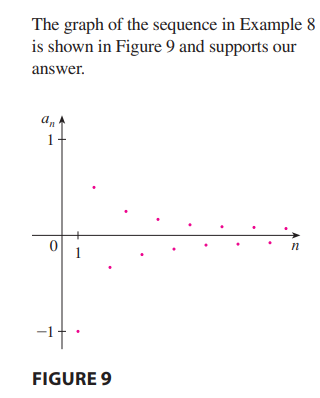 The graph of the sequence in Example 8
is shown in Figure 9 and supports our
answer.
aₙ
1
0
1
n
−1
FIGURE 9